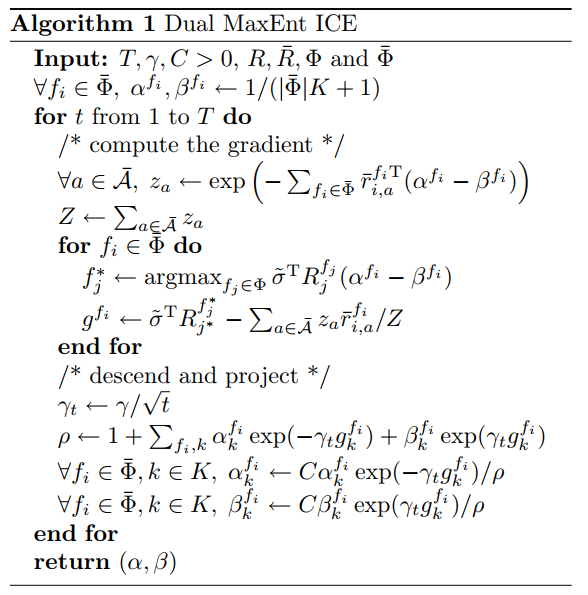 Algorithm 1 Dual MaxEnt ICE
Input: T, γ, C > 0, R, R̄, Φ and Φ̄
∀f_i ∈ Φ̄, α^{f_i}, β^{f_i} ← 1/(|Φ̄|K + 1)
for t from 1 to T do
/* compute the gradient */
∀a ∈ Ā, z_a ← exp(−∑_{f_i∈Φ̄} r̄_{i,a}^{f_i T}(α^{f_i} − β^{f_i}))
Z ← ∑_{a∈Ā} z_a
for f_i ∈ Φ̄ do
f_j^* ← argmax_{f_j∈Φ} σ̃^T R_j^{f_j}(α^{f_i} − β^{f_i})
g^{f_i} ← σ̃^T R_{j^*}^{f_j^*} − ∑_{a∈Ā} z_a r̄_{i,a}^{f_i}/Z
end for
/* descend and project */
γ_t ← γ/√t
ρ ← 1 + ∑_{f_i,k} α_k^{f_i} exp(−γ_t g_k^{f_i}) + β_k^{f_i} exp(γ_t g_k^{f_i})
∀f_i ∈ Φ̄, k ∈ K, α_k^{f_i} ← Cα_k^{f_i} exp(−γ_t g_k^{f_i})/ρ
∀f_i ∈ Φ̄, k ∈ K, β_k^{f_i} ← Cβ_k^{f_i} exp(γ_t g_k^{f_i})/ρ
end for
return (α, β)